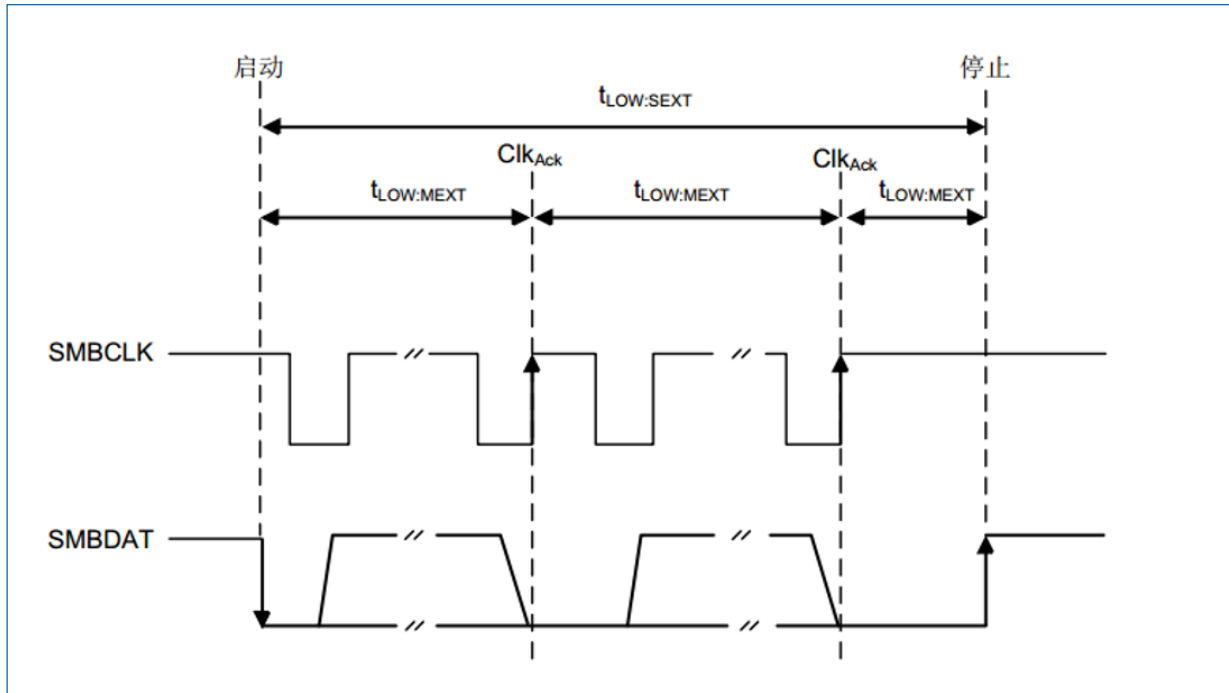 启动
停止
tLOW:SEXT
ClkAck
ClkAck
tLOW:MEXT
tLOW:MEXT
tLOW:MEXT
SMBCLK
SMBDAT